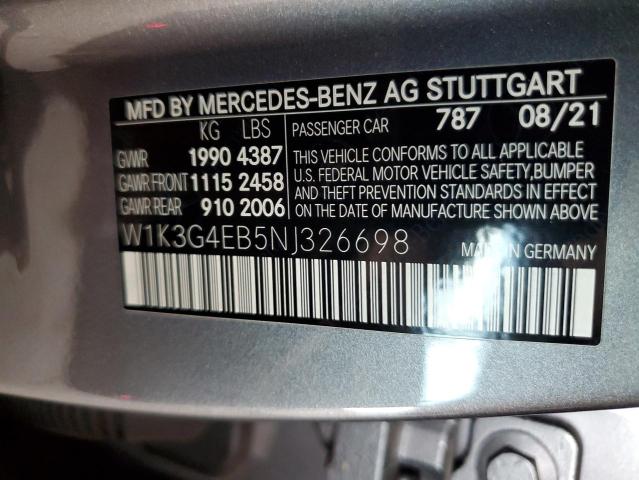 MFD BY MERCEDES-BENZ AG STUTTGART
KG LBS PASSENGER CAR 787 08/21
GVWR 1990 4387
GAWR FRONT 1115 2458
GAWR REAR 910 2006
THIS VEHICLE CONFORMS TO ALL APPLICABLE
U.S. FEDERAL MOTOR VEHICLE SAFETY,BUMPER
AND THEFT PREVENTION STANDARDS IN EFFECT
ON THE DATE OF MANUFACTURE SHOWN ABOVE.
W1K3G4EB5NJ326698 MADE IN GERMANY